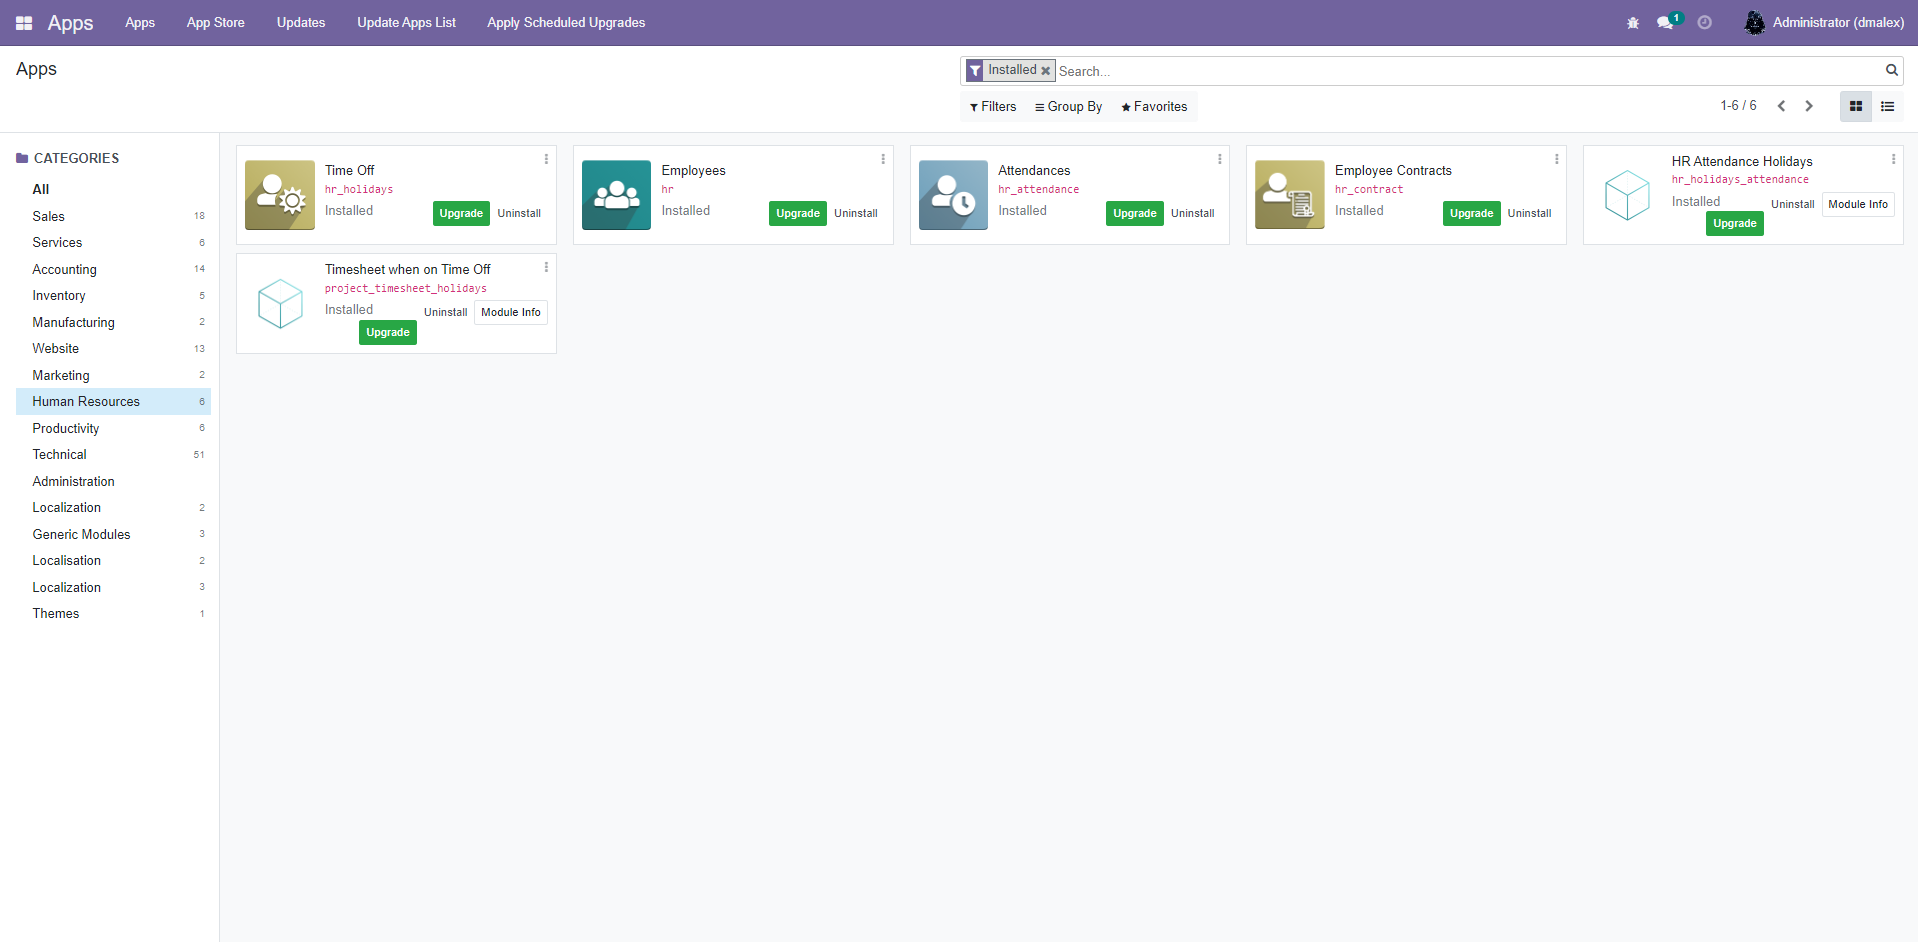 Apps Apps App Store Updates Update Apps List Apply Scheduled Upgrades 1 Administrator (dmalex)
Apps
Installed Search...
Filters Group By Favorites 1-6 / 6
CATEGORIES
All
Sales 18
Services 6
Accounting 14
Inventory 5
Manufacturing 2
Website 13
Marketing 2
Human Resources 6
Productivity 6
Technical 51
Administration
Localization 2
Generic Modules 3
Localisation 2
Localization 3
Themes 1
Time Off
hr_holidays
Installed Upgrade Uninstall
Employees
hr
Installed Upgrade Uninstall
Attendances
hr_attendance
Installed Upgrade Uninstall
Employee Contracts
hr_contract
Installed Upgrade Uninstall
HR Attendance Holidays
hr_holidays_attendance
Installed Uninstall Module Info
Upgrade
Timesheet when on Time Off
project_timesheet_holidays
Installed Uninstall Module Info
Upgrade